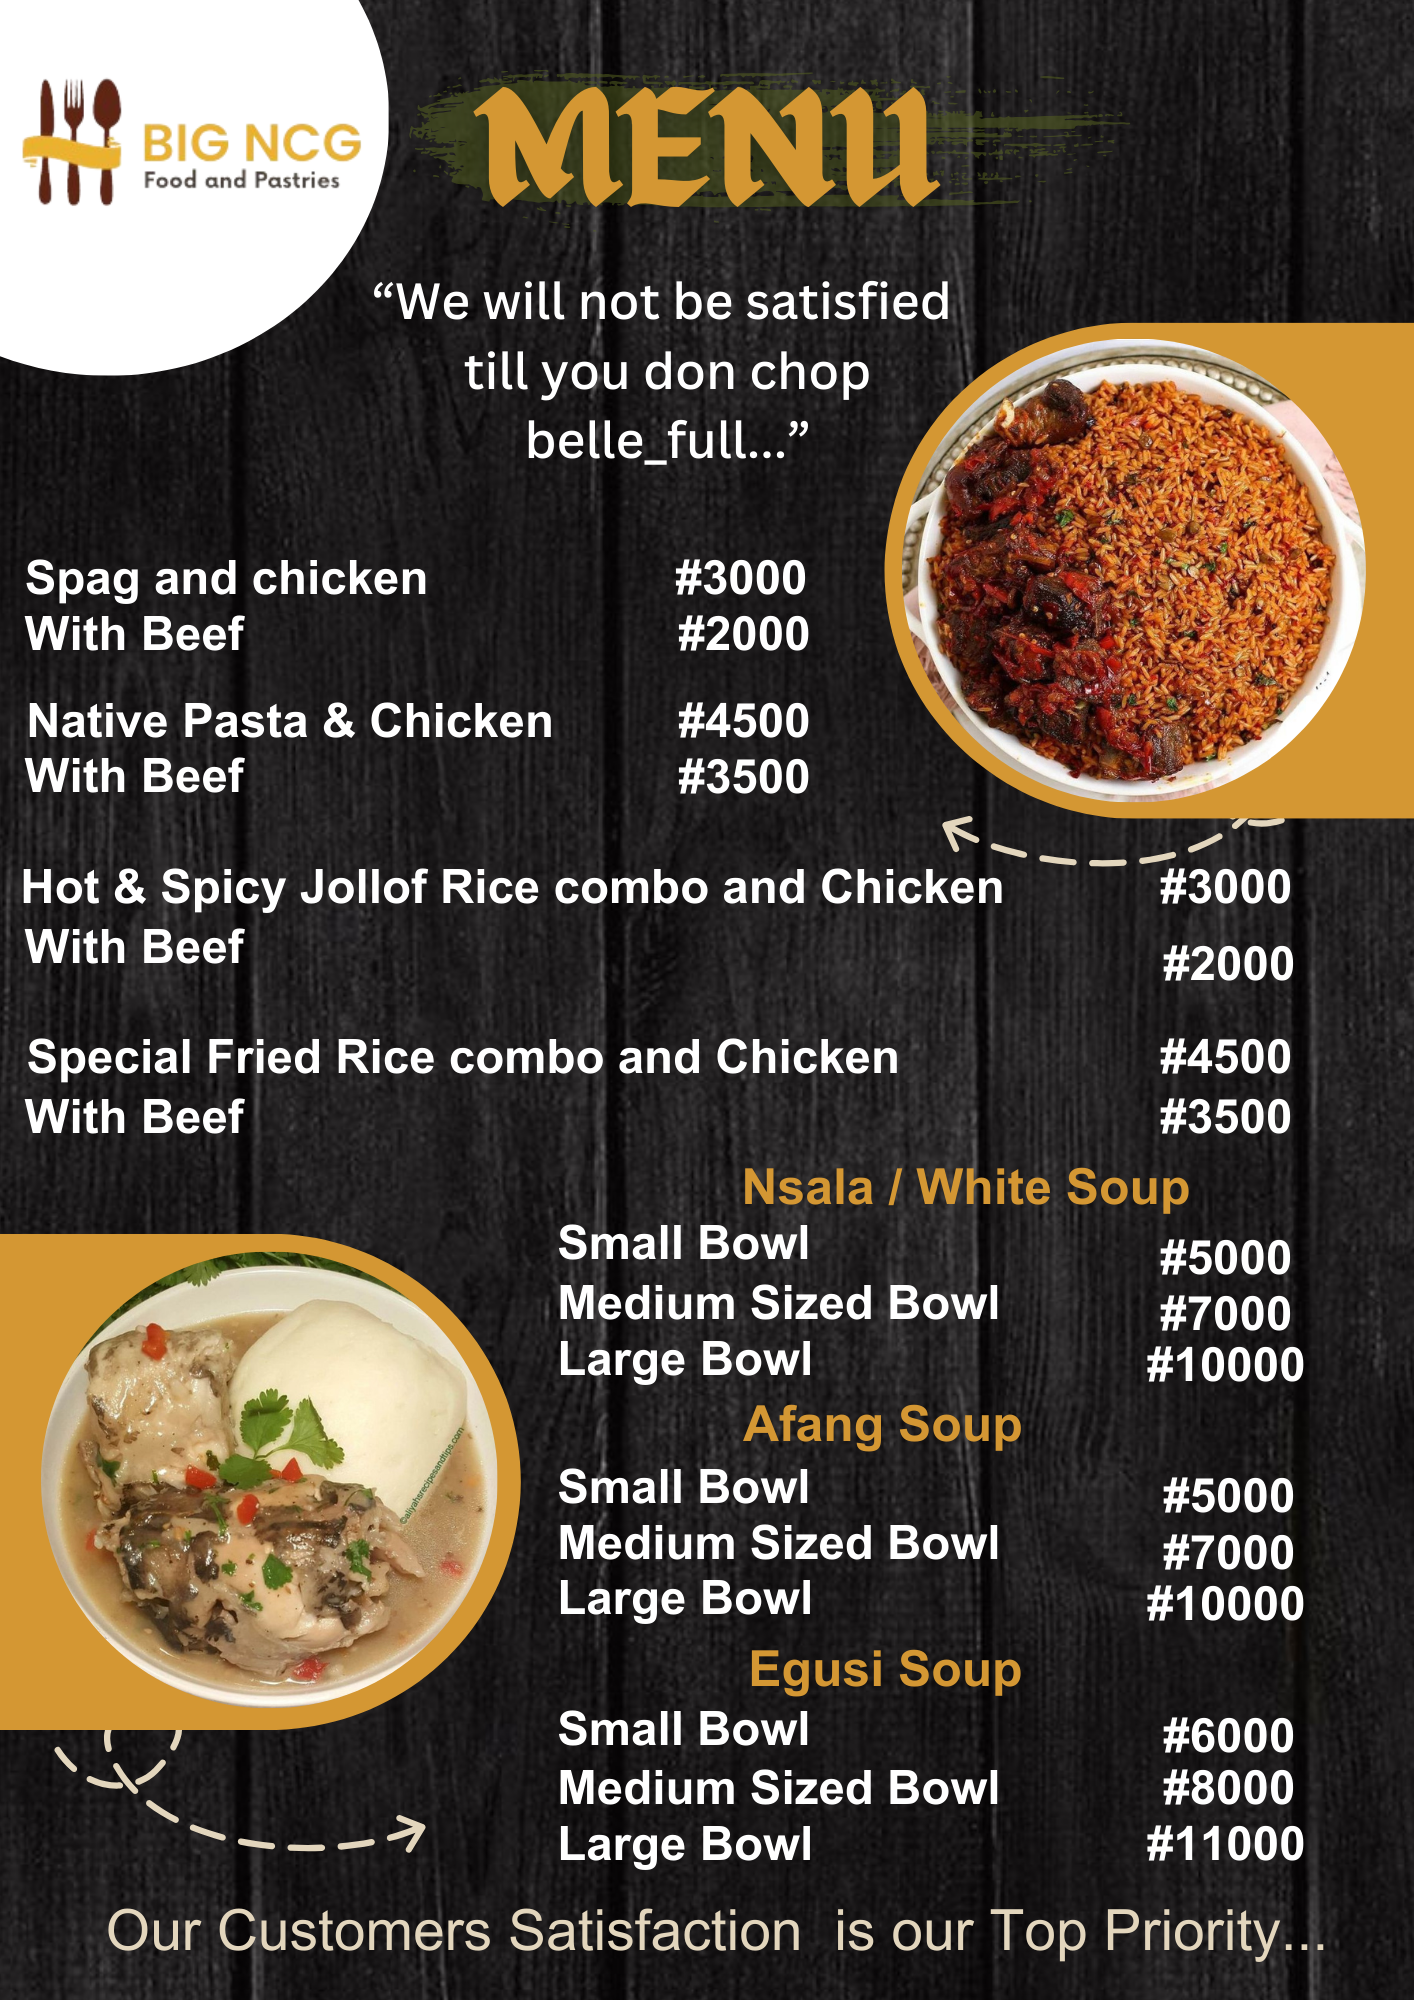 BIG NCG
Food and Pastries
MENU
“We will not be satisfied
till you don chop
belle_full...”
Spag and chicken #3000
With Beef #2000
Native Pasta & Chicken #4500
With Beef #3500
Hot & Spicy Jollof Rice combo and Chicken #3000
With Beef #2000
Special Fried Rice combo and Chicken #4500
With Beef #3500
Nsala / White Soup
Small Bowl #5000
Medium Sized Bowl #7000
Large Bowl #10000
Afang Soup
Small Bowl #5000
Medium Sized Bowl #7000
Large Bowl #10000
Egusi Soup
Small Bowl #6000
Medium Sized Bowl #8000
Large Bowl #11000
©aliyahsrecipesandtips.com
Our Customers Satisfaction is our Top Priority...